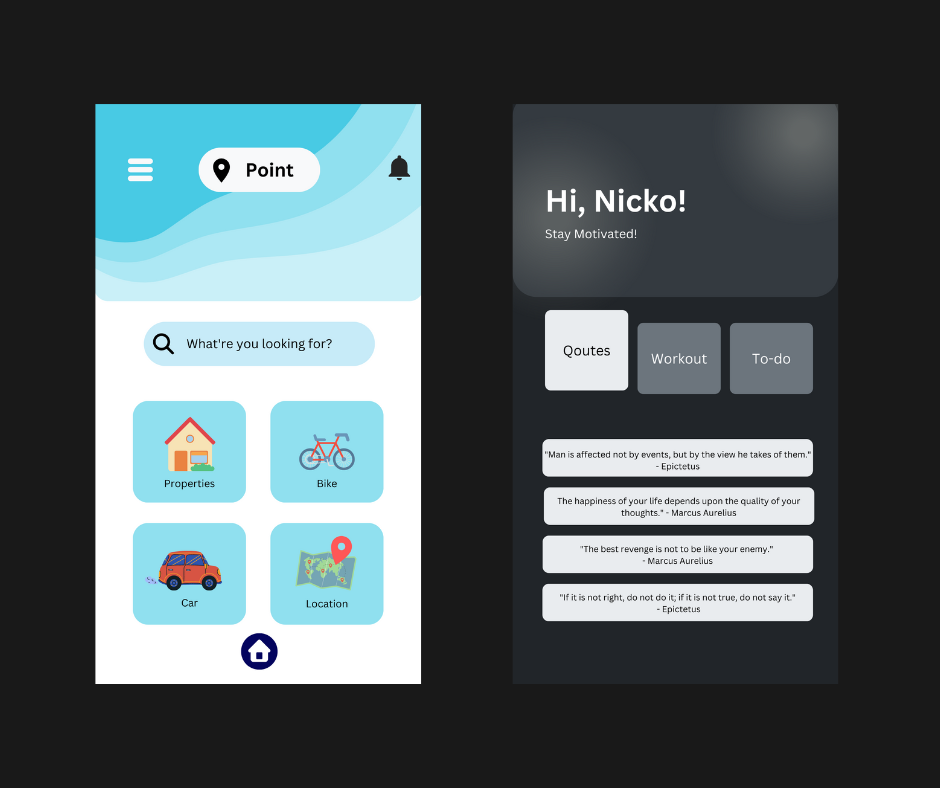 Point
What're you looking for?
Properties
Bike
Car
Location
Hi, Nicko!
Stay Motivated!
Qoutes
Workout
To-do
"Man is affected not by events, but by the view he takes of them."
- Epictetus
The happiness of your life depends upon the quality of your
thoughts." - Marcus Aurelius
"The best revenge is not to be like your enemy."
- Marcus Aurelius
"If it is not right, do not do it; if it is not true, do not say it."
- Epictetus